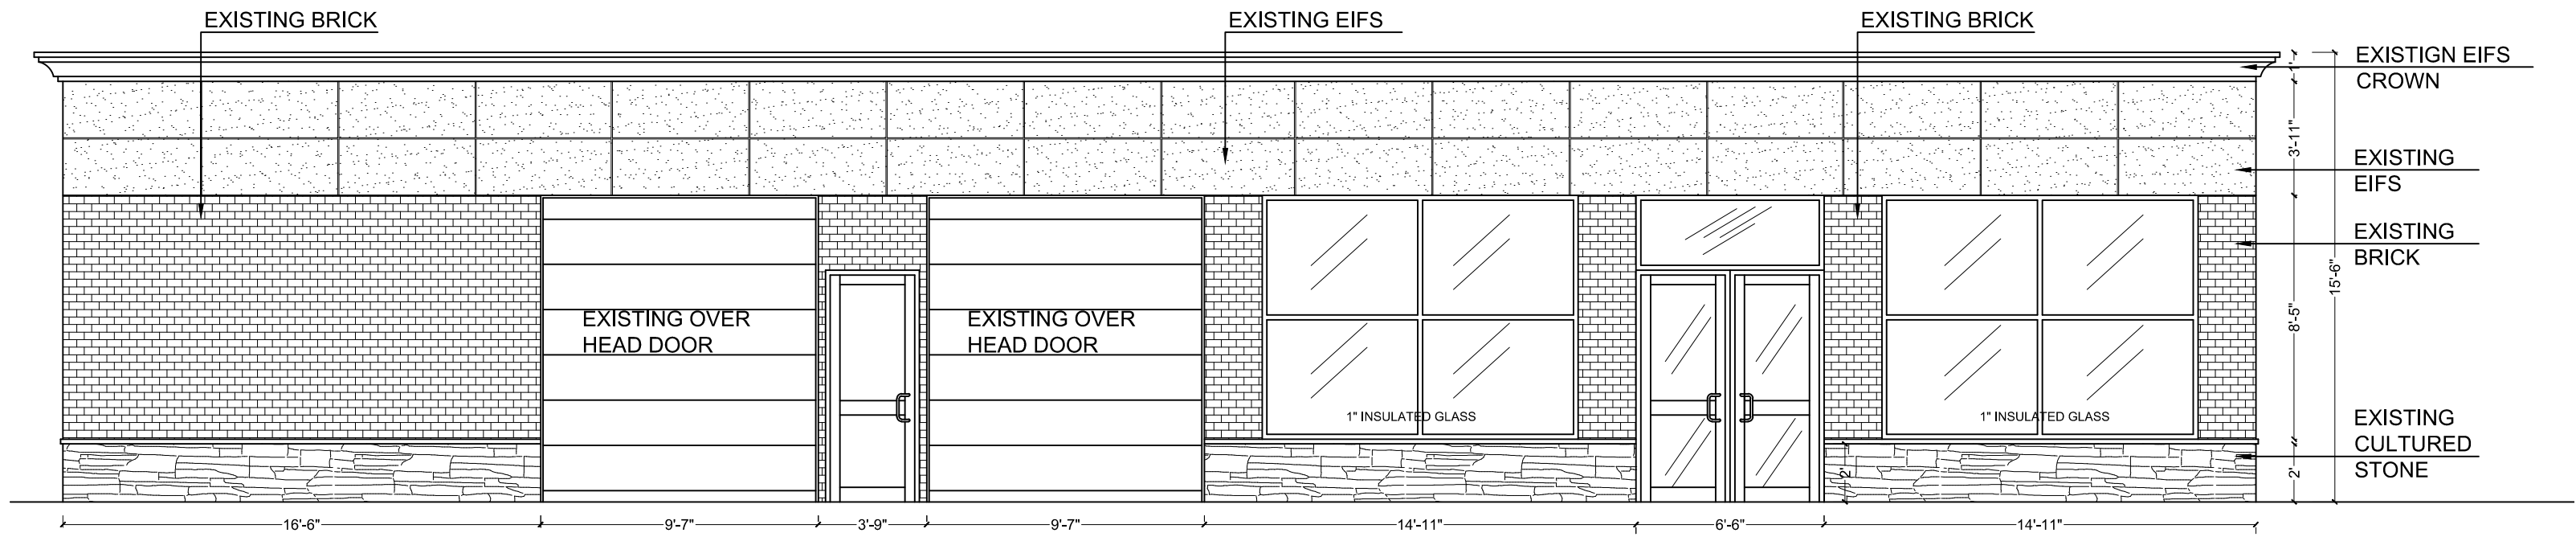 EXISTING BRICK
EXISTING EIFS
EXISTING BRICK
EXISTIGN EIFS
CROWN
1'
3'-11"
EXISTING
EIFS
EXISTING
BRICK
15'-6"
8'-5"
EXISTING OVER
HEAD DOOR
EXISTING OVER
HEAD DOOR
1" INSULATED GLASS
1" INSULATED GLASS
EXISTING
CULTURED
STONE
2'
2'
16'-6"
9'-7"
3'-9"
9'-7"
14'-11"
6'-6"
14'-11"